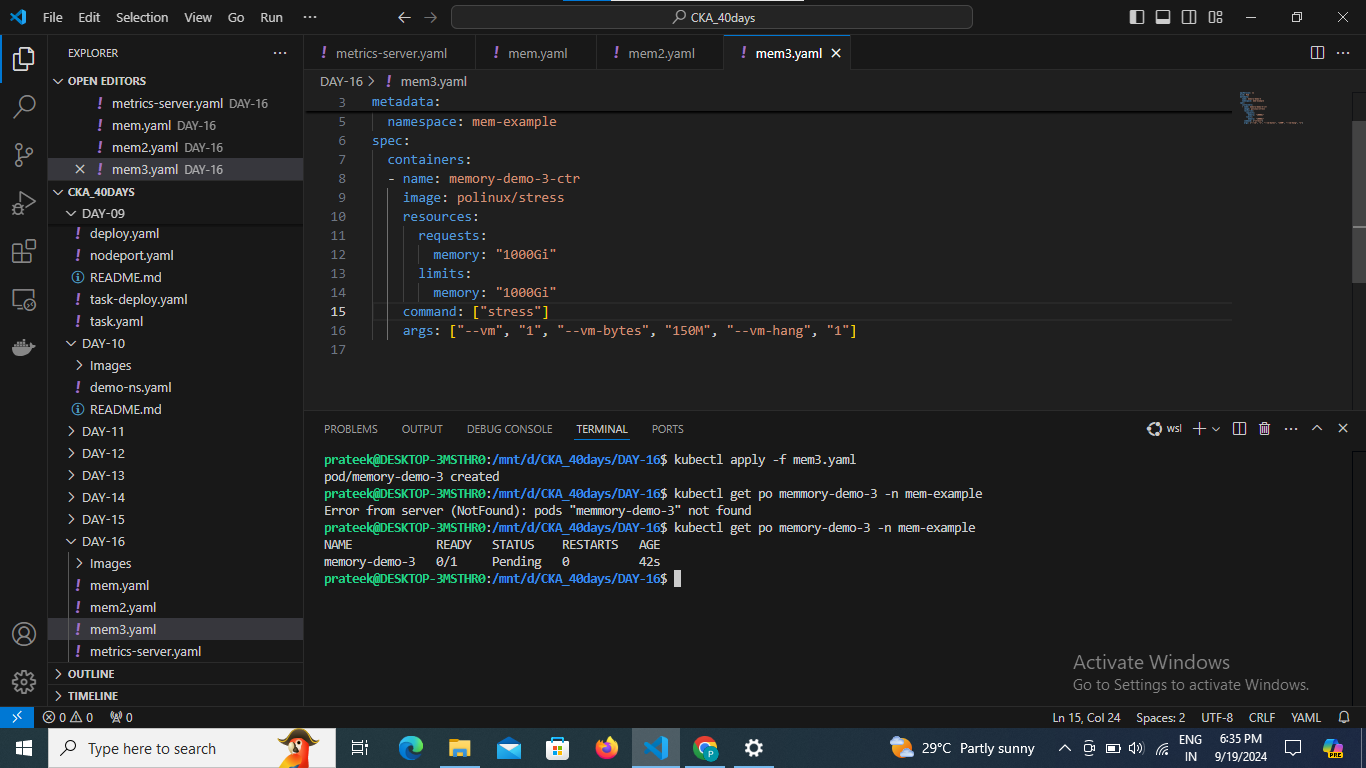 File Edit Selection View Go Run ···
CKA_40days
EXPLORER
OPEN EDITORS
! metrics-server.yaml DAY-16
! mem.yaml DAY-16
! mem2.yaml DAY-16
! mem3.yaml DAY-16
CKA_40DAYS
DAY-09
! deploy.yaml
! nodeport.yaml
README.md
! task-deploy.yaml
! task.yaml
DAY-10
Images
! demo-ns.yaml
README.md
DAY-11
DAY-12
DAY-13
DAY-14
DAY-15
DAY-16
Images
! mem.yaml
! mem2.yaml
! mem3.yaml
! metrics-server.yaml
OUTLINE
TIMELINE
! metrics-server.yaml ! mem.yaml ! mem2.yaml ! mem3.yaml
DAY-16 > ! mem3.yaml
3 metadata:
5 namespace: mem-example
6 spec:
7 containers:
8 - name: memory-demo-3-ctr
9 image: polinux/stress
10 resources:
11 requests:
12 memory: "1000Gi"
13 limits:
14 memory: "1000Gi"
15 command: ["stress"]
16 args: ["--vm", "1", "--vm-bytes", "150M", "--vm-hang", "1"]
17
PROBLEMS OUTPUT DEBUG CONSOLE TERMINAL PORTS
wsl
prateek@DESKTOP-3MSTHR0:/mnt/d/CKA_40days/DAY-16$ kubectl apply -f mem3.yaml
pod/memory-demo-3 created
prateek@DESKTOP-3MSTHR0:/mnt/d/CKA_40days/DAY-16$ kubectl get po memmory-demo-3 -n mem-example
Error from server (NotFound): pods "memmory-demo-3" not found
prateek@DESKTOP-3MSTHR0:/mnt/d/CKA_40days/DAY-16$ kubectl get po memory-demo-3 -n mem-example
NAME READY STATUS RESTARTS AGE
memory-demo-3 0/1 Pending 0 42s
prateek@DESKTOP-3MSTHR0:/mnt/d/CKA_40days/DAY-16$
Activate Windows
Go to Settings to activate Windows.
0 0 0
Ln 15, Col 24 Spaces: 2 UTF-8 CRLF YAML
Type here to search
29°C Partly sunny
ENG
IN
6:35 PM
9/19/2024
PRE